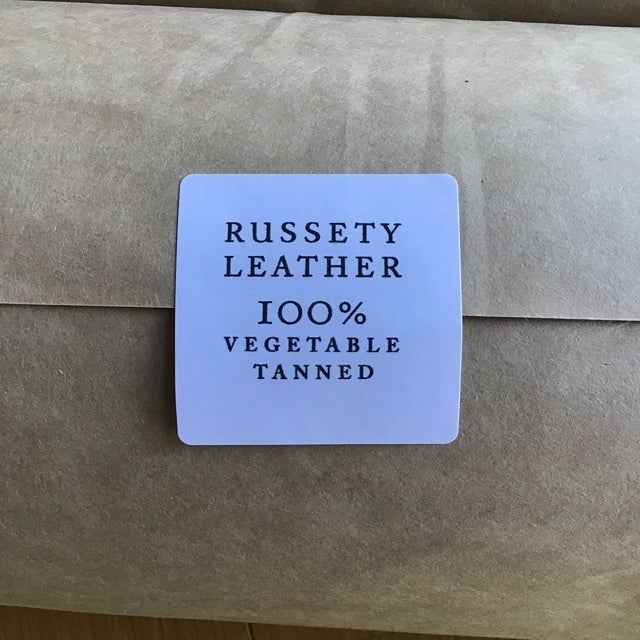 RUSSETY
LEATHER
100%
VEGETABLE
TANNED